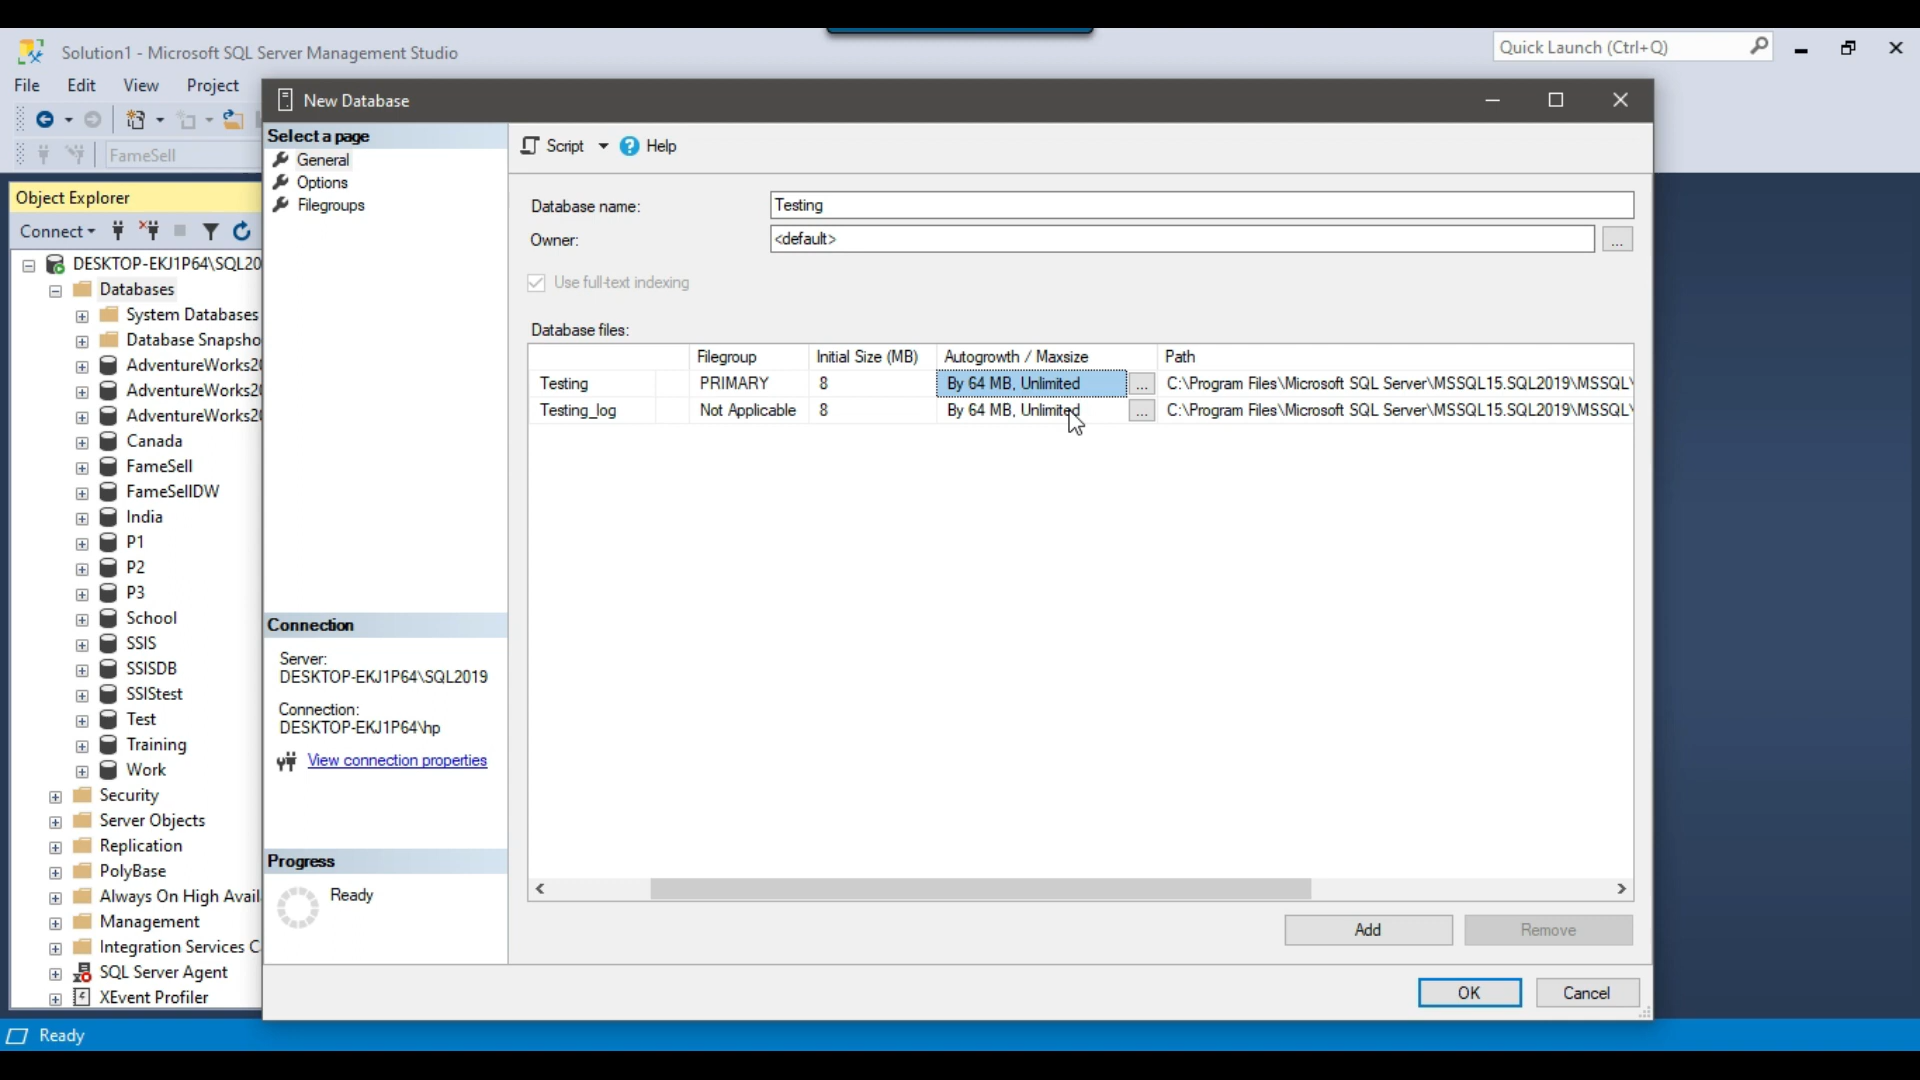 Solution1 - Microsoft SQL Server Management Studio
Quick Launch (Ctrl+Q)
File Edit View Project
FameSell
Object Explorer
Connect
DESKTOP-EKJ1P64\SQL20
Databases
System Databases
Database Snapsho
AdventureWorks20
AdventureWorks20
AdventureWorks20
Canada
FameSell
FameSellDW
India
P1
P2
P3
School
SSIS
SSISDB
SSIStest
Test
Training
Work
Security
Server Objects
Replication
PolyBase
Always On High Avail
Management
Integration Services C
SQL Server Agent
XEvent Profiler
New Database
Select a page
General
Options
Filegroups
Connection
Server:
DESKTOP-EKJ1P64\SQL2019
Connection:
DESKTOP-EKJ1P64\hp
View connection properties
Progress
Ready
Script Help
Database name: Testing
Owner: <default> ...
Use full-text indexing
Database files:
Filegroup Initial Size (MB) Autogrowth / Maxsize Path
Testing PRIMARY 8 By 64 MB, Unlimited ... C:\Program Files\Microsoft SQL Server\MSSQL15.SQL2019\MSSQL\
Testing_log Not Applicable 8 By 64 MB, Unlimited ... C:\Program Files\Microsoft SQL Server\MSSQL15.SQL2019\MSSQL\
Add Remove
OK Cancel
Ready